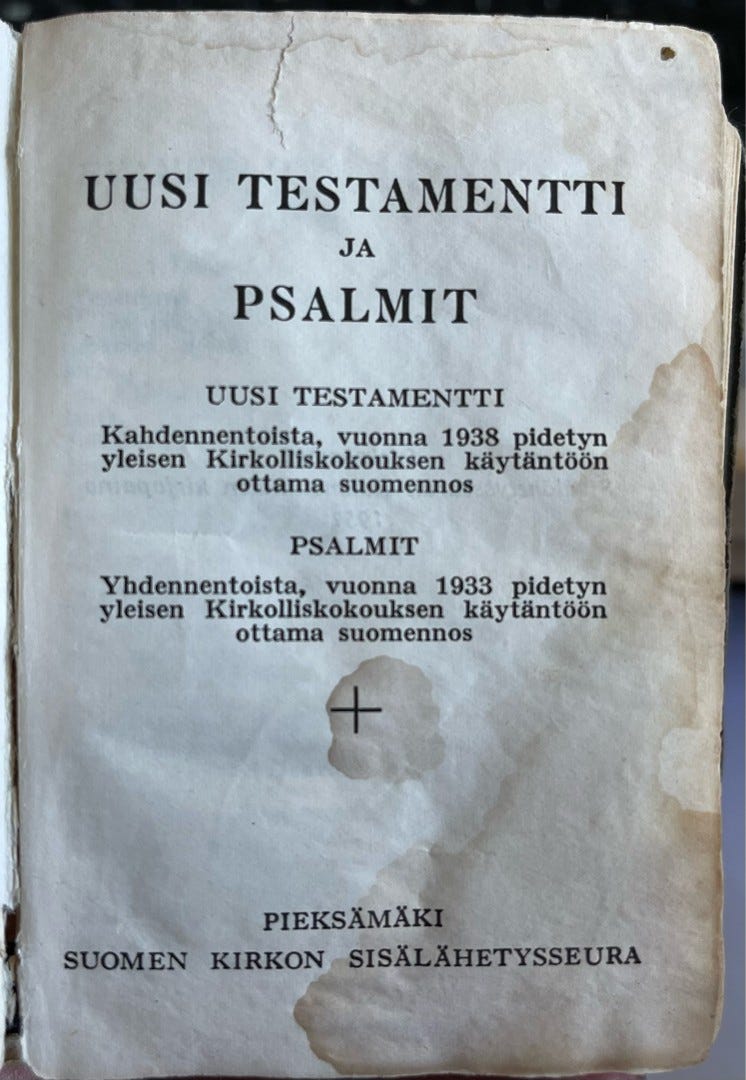 UUSI TESTAMENTTI
JA
PSALMIT
UUSI TESTAMENTTI
Kahdennentoista, vuonna 1938 pidetyn
yleisen Kirkolliskokouksen käytäntöön
ottama suomennos
PSALMIT
Yhdennentoista, vuonna 1933 pidetyn
yleisen Kirkolliskokouksen käytäntöön
ottama suomennos
PIEKSÄMÄKI
SUOMEN KIRKON SISÄLÄHETYSSEURA